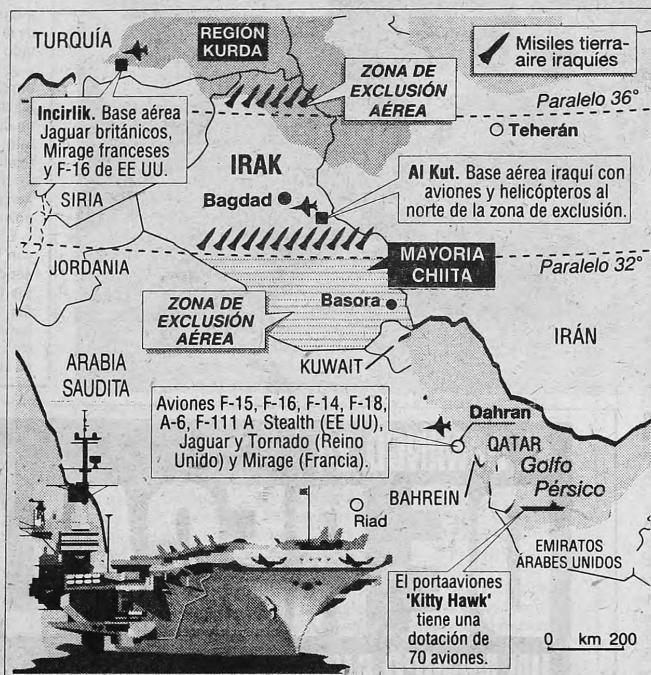 TURQUÍA
REGIÓN
KURDA
Misiles tierra-
aire iraquíes
ZONA DE
EXCLUSIÓN
AÉREA
Paralelo 36°
Incirlik. Base aérea
Jaguar británicos,
Mirage franceses
y F-16 de EE UU.
Teherán
IRAK
Bagdad
Al Kut. Base aérea iraquí con
aviones y helicópteros al
norte de la zona de exclusión.
SIRIA
JORDANIA
MAYORIA
CHIITA
Paralelo 32°
ZONA DE
EXCLUSIÓN
AÉREA
Basora
IRÁN
KUWAIT
ARABIA
SAUDITA
Aviones F-15, F-16, F-14, F-18,
A-6, F-111 A Stealth (EE UU),
Jaguar y Tornado (Reino
Unido) y Mirage (Francia).
Dahran
QATAR
Golfo
Pérsico
BAHREIN
Riad
EMIRATOS
ÁRABES UNIDOS
El portaaviones
'Kitty Hawk'
tiene una
dotación de
70 aviones.
0 km 200